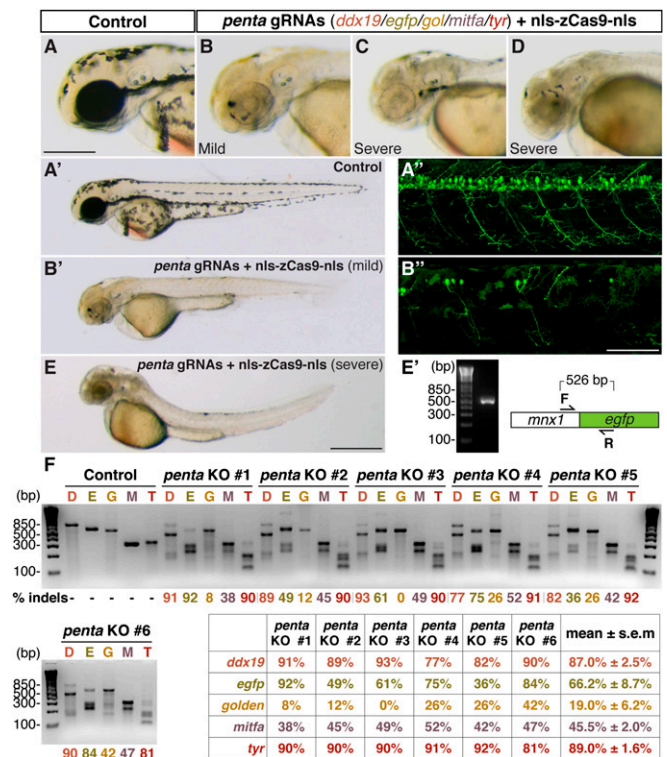 Control
penta gRNAs (ddx19/egfp/gol/mitfa/tyr) + nls-zCas9-nls
A B C D
Mild Severe Severe
A' Control A''
B' penta gRNAs + nls-zCas9-nls (mild) B''
E penta gRNAs + nls-zCas9-nls (severe)
E' (bp)
850-
500-
300-
100-
526 bp
F
mnx1 egfp
R
F
Control penta KO #1 penta KO #2 penta KO #3 penta KO #4 penta KO #5
(bp) D E G M T D E G M T D E G M T D E G M T D E G M T D E G M T
850-
500-
300-
100-
% indels - - - - - 91 92 8 38 90 89 49 12 45 90 93 61 0 49 90 77 75 26 52 91 82 36 26 42 92
penta KO #6
(bp) D E G M T
850-
500-
300-
100-
90 84 42 47 81
penta KO #1 penta KO #2 penta KO #3 penta KO #4 penta KO #5 penta KO #6 mean ± s.e.m
ddx19 91% 89% 93% 77% 82% 90% 87.0% ± 2.5%
egfp 92% 49% 61% 75% 36% 84% 66.2% ± 8.7%
golden 8% 12% 0% 26% 26% 42% 19.0% ± 6.2%
mitfa 38% 45% 49% 52% 42% 47% 45.5% ± 2.0%
tyr 90% 90% 90% 91% 92% 81% 89.0% ± 1.6%